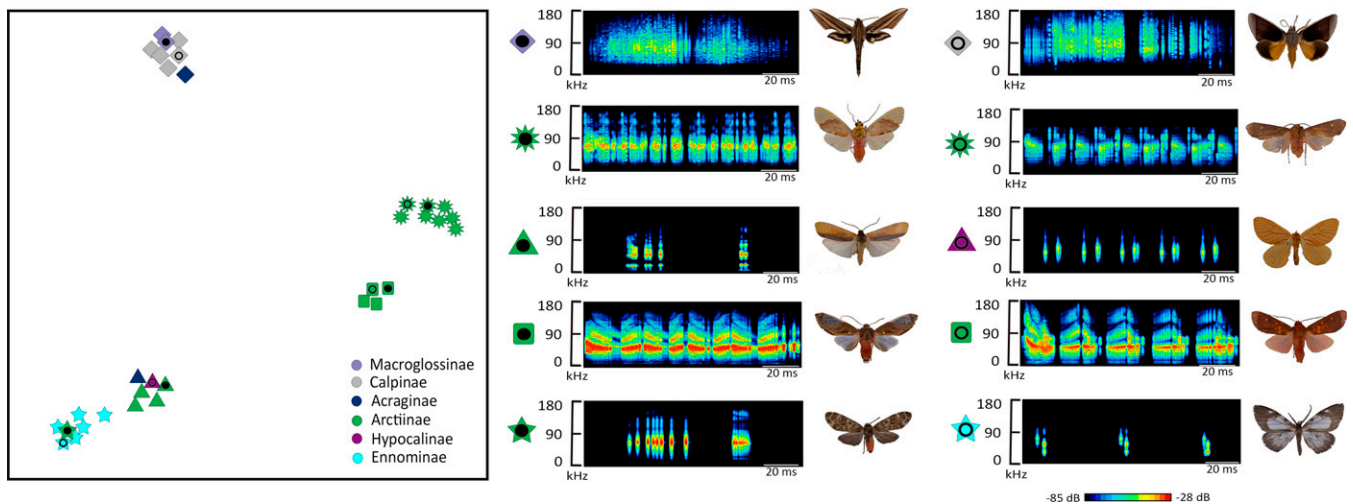 Macroglossinae
Calpinae
Acraginae
Arctiinae
Hypocalinae
Ennominae
180
90
0
kHz
20 ms
180
90
0
kHz
20 ms
180
90
0
kHz
20 ms
180
90
0
kHz
20 ms
180
90
0
kHz
20 ms
180
90
0
kHz
20 ms
180
90
0
kHz
20 ms
180
90
0
kHz
20 ms
180
90
0
kHz
20 ms
180
90
0
kHz
20 ms
-85 dB -28 dB